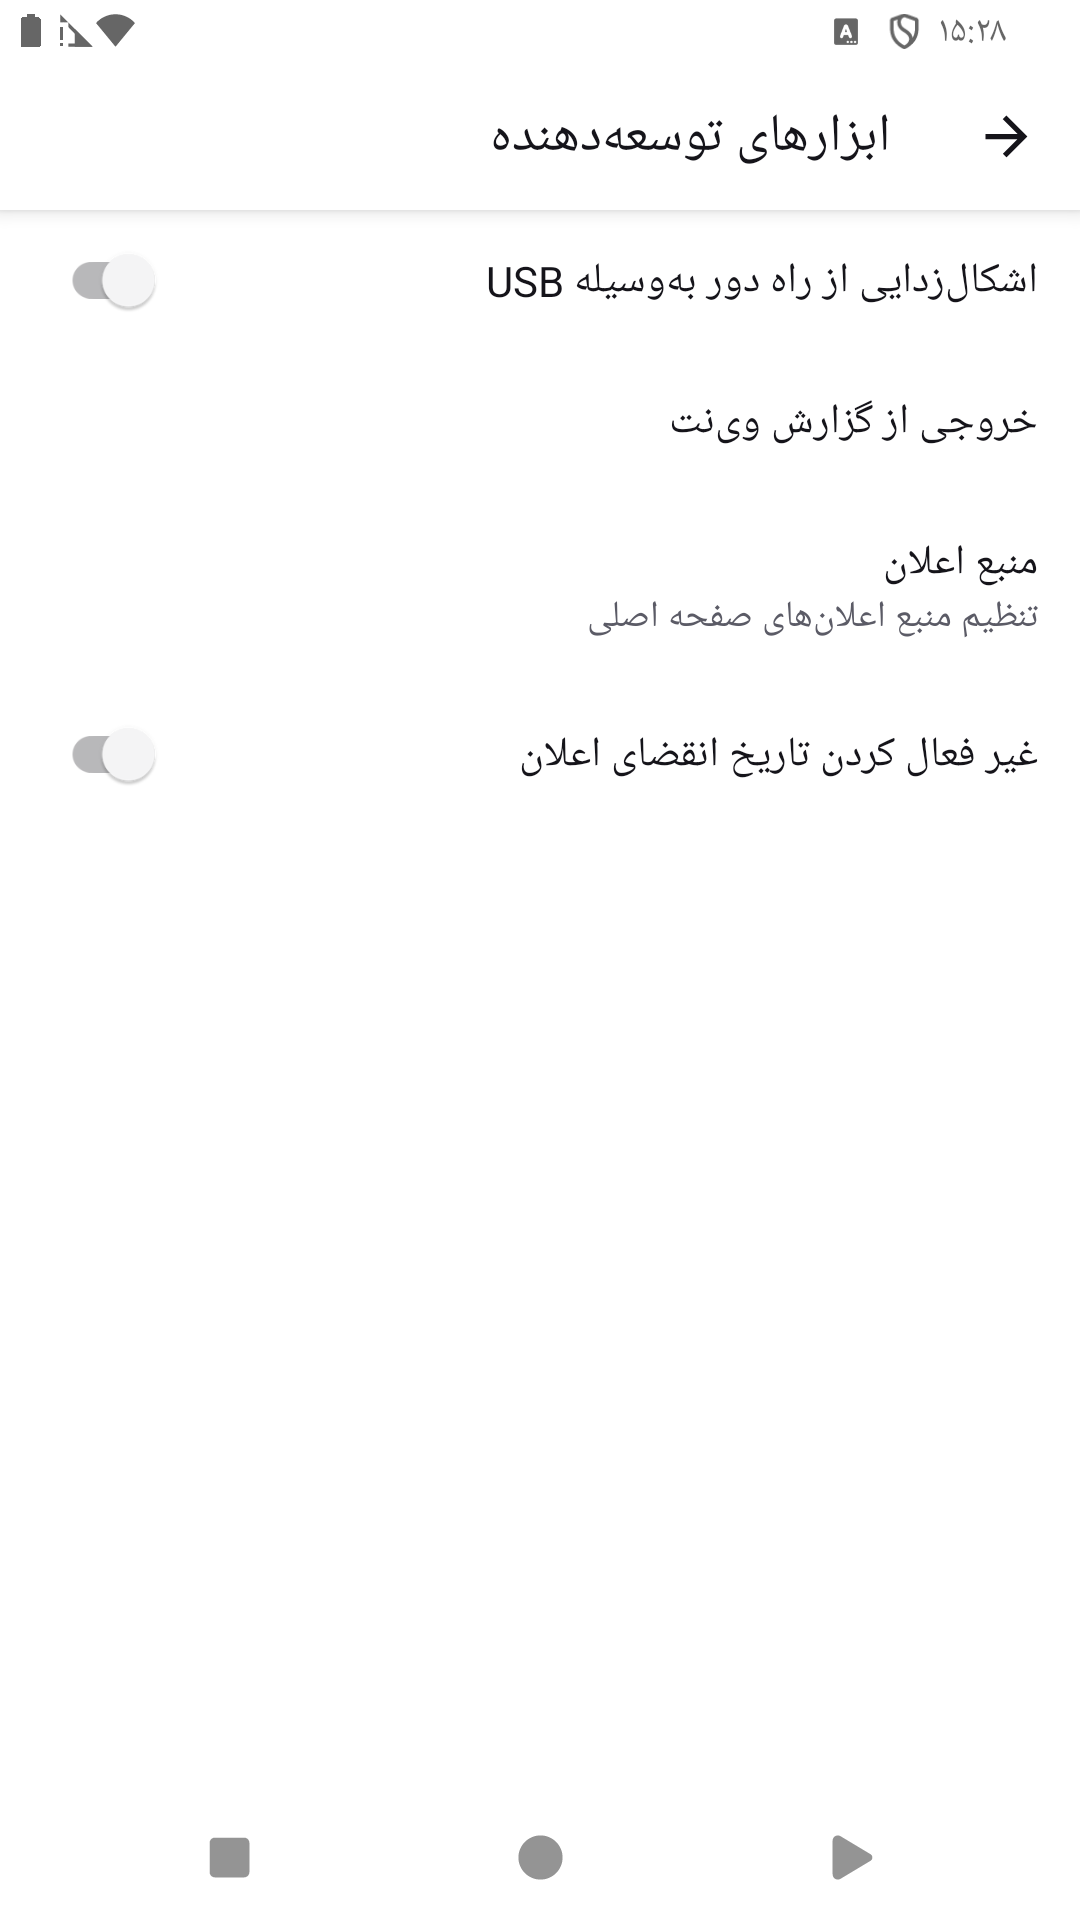 ۱۵:۲۸
ابزارهای توسعه‌دهنده
اشکال‌زدایی از راه دور به‌وسیله USB
خروجی از گزارش وی‌نت
منبع اعلان
تنظیم منبع اعلان‌های صفحه اصلی
غیر فعال کردن تاریخ انقضای اعلان